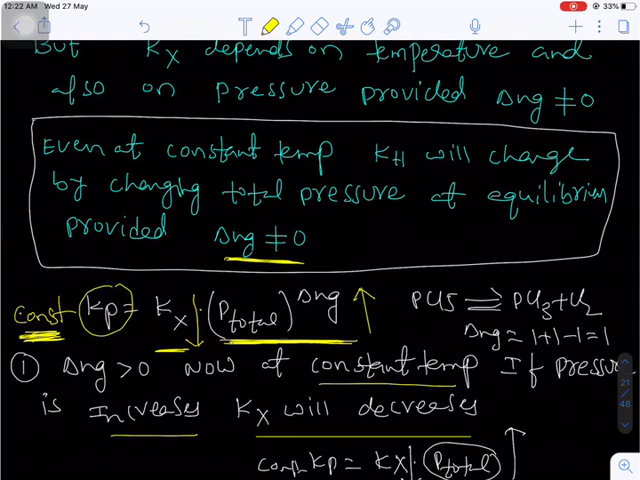 12:22 AM Wed 27 May
33%
But Kx depends on temperature and
also on pressure provided Δng ≠ 0
Even at constant temp KH will change
by changing total pressure at equilibrium
provided Δng ≠ 0
Const Kp = Kx · (Ptotal)^Δng
PCl5 ⇌ PCl3 + Cl2
Δng = 1+1-1=1
① Δng > 0 Now at constant temp If pressure
is Increases Kx will decreases
Kp = Kx · (Ptotal)
21
48